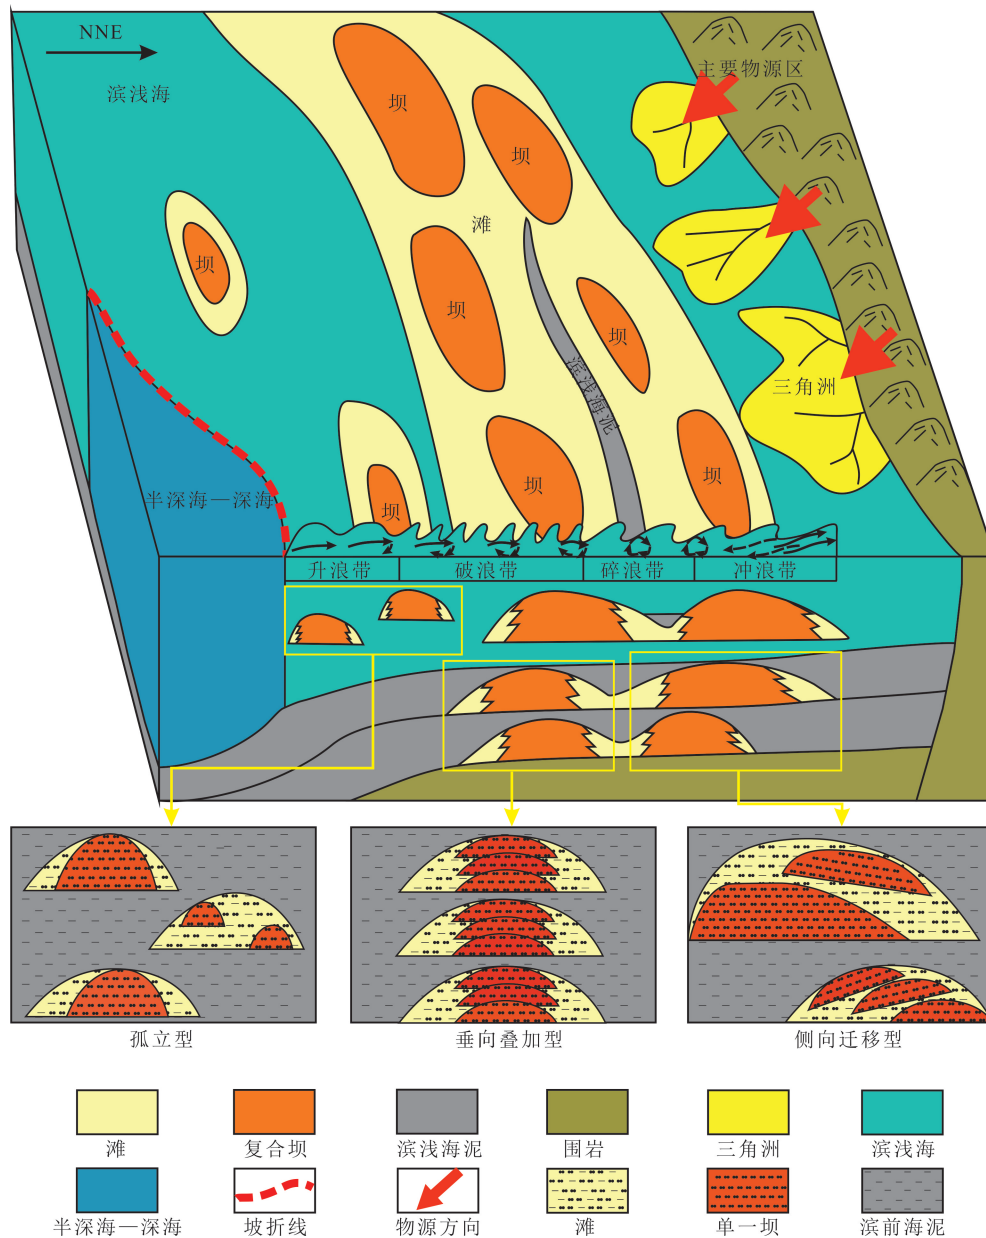 NNE
滨浅海
主要物源区
坝
坝
滩
坝
坝
坝
滨浅海泥
三角洲
坝
坝
坝
半深海—深海
升浪带
破浪带
碎浪带
冲浪带
孤立型
垂向叠加型
侧向迁移型
滩
复合坝
滨浅海泥
围岩
三角洲
滨浅海
半深海—深海
坡折线
物源方向
滩
单一坝
滨前海泥